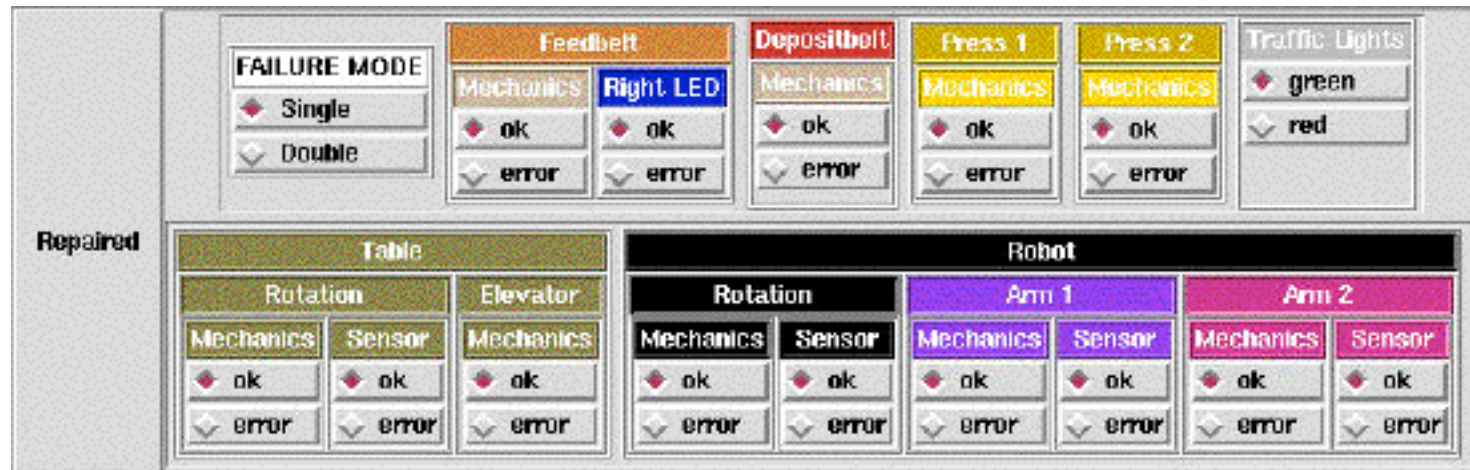 Feedbelt Depositbelt Press 1 Press 2 Traffic Lights
FAILURE MODE Mechanics Right LED Mechanics Mechanics Mechanics green
Single ok ok ok ok ok red
Double error error error error error
Repaired
Table Robot
Rotation Elevator Rotation Arm 1 Arm 2
Mechanics Sensor Mechanics Mechanics Sensor Mechanics Sensor Mechanics Sensor
ok ok ok ok ok ok ok ok ok
error error error error error error error error error